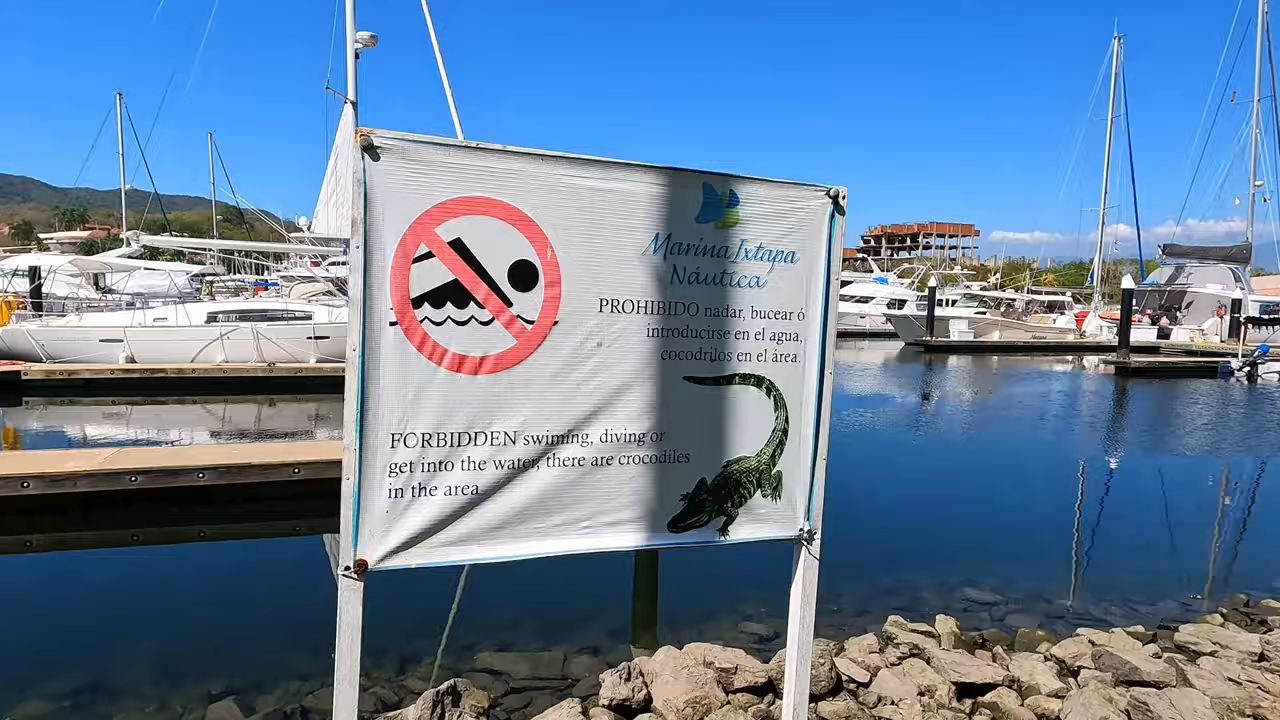 Marina Ixtapa
Náutica
PROHIBIDO nadar, bucear ó
introducirse en el agua,
cocodrilos en el área.
FORBIDDEN swiming, diving or
get into the water, there are crocodiles
in the area